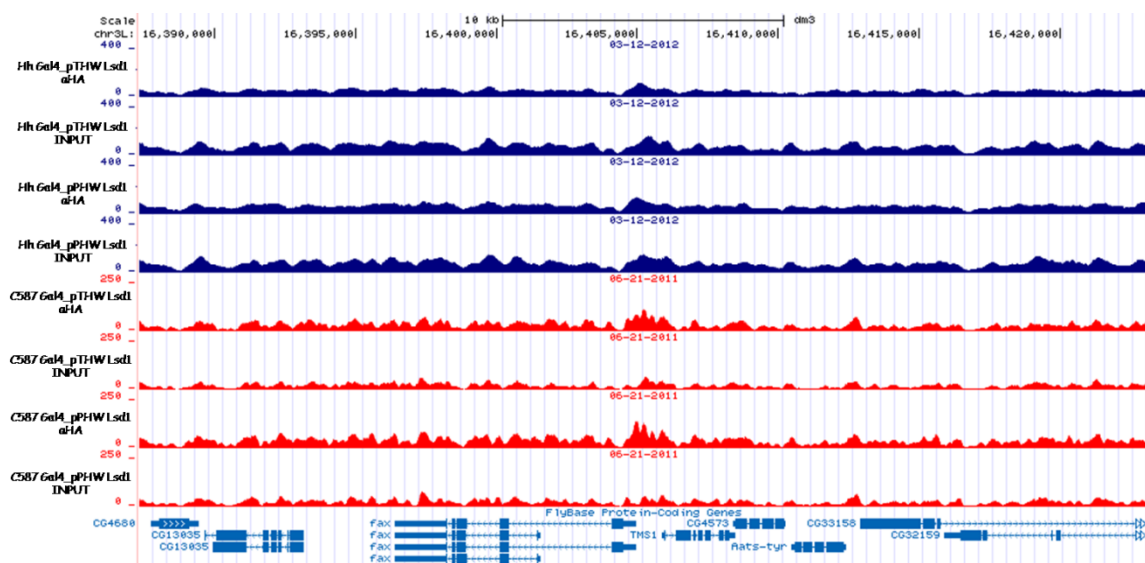 Scale 10 kb dm3
chr3L: 16,390,000 16,395,000 16,400,000 16,405,000 16,410,000 16,415,000 16,420,000
400 _ 03-12-2012
Hh Gal4_pTHW Lsd1
αHA
0 _
400 _ 03-12-2012
Hh Gal4_pTHW Lsd1
INPUT
0 _
400 _ 03-12-2012
Hh Gal4_pPHW Lsd1
αHA
0 _
400 _ 03-12-2012
Hh Gal4_pPHW Lsd1
INPUT
0 _
250 _ 06-21-2011
C587 Gal4_pTHW Lsd1
αHA
0 _
250 _ 06-21-2011
C587 Gal4_pTHW Lsd1
INPUT
0 _
250 _ 06-21-2011
C587 Gal4_pPHW Lsd1
αHA
0 _
250 _ 06-21-2011
C587 Gal4_pPHW Lsd1
INPUT
0 _
FlyBase Protein-Coding Genes
CG4680 fax CG4573 CG33158
CG13035 fax TMS1 CG32159
CG13035 fax Aats-tyr
fax